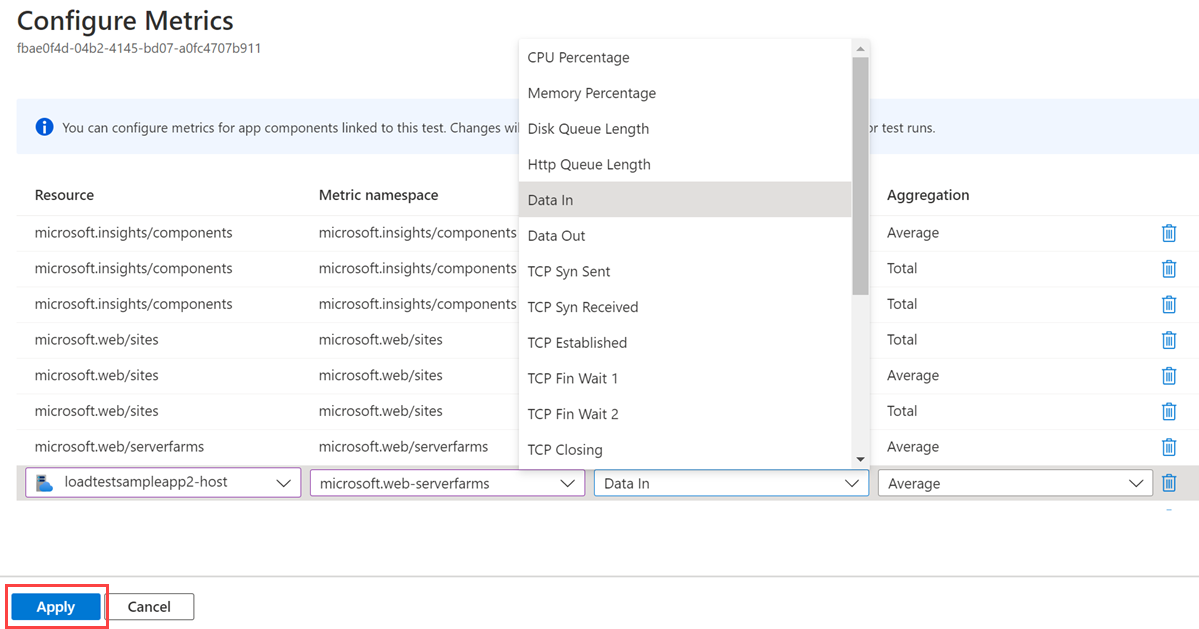 Configure Metrics
fbae0f4d-04b2-4145-bd07-a0fc4707b911
You can configure metrics for app components linked to this test. Changes wil
r test runs.
CPU Percentage
Memory Percentage
Disk Queue Length
Http Queue Length
Data In
Data Out
TCP Syn Sent
TCP Syn Received
TCP Established
TCP Fin Wait 1
TCP Fin Wait 2
TCP Closing
Resource Metric namespace Aggregation
microsoft.insights/components microsoft.insights/components Average
microsoft.insights/components microsoft.insights/components Total
microsoft.insights/components microsoft.insights/components Total
microsoft.web/sites microsoft.web/sites Total
microsoft.web/sites microsoft.web/sites Average
microsoft.web/sites microsoft.web/sites Total
microsoft.web/serverfarms microsoft.web/serverfarms Average
loadtestsampleapp2-host microsoft.web-serverfarms Data In Average
Apply Cancel